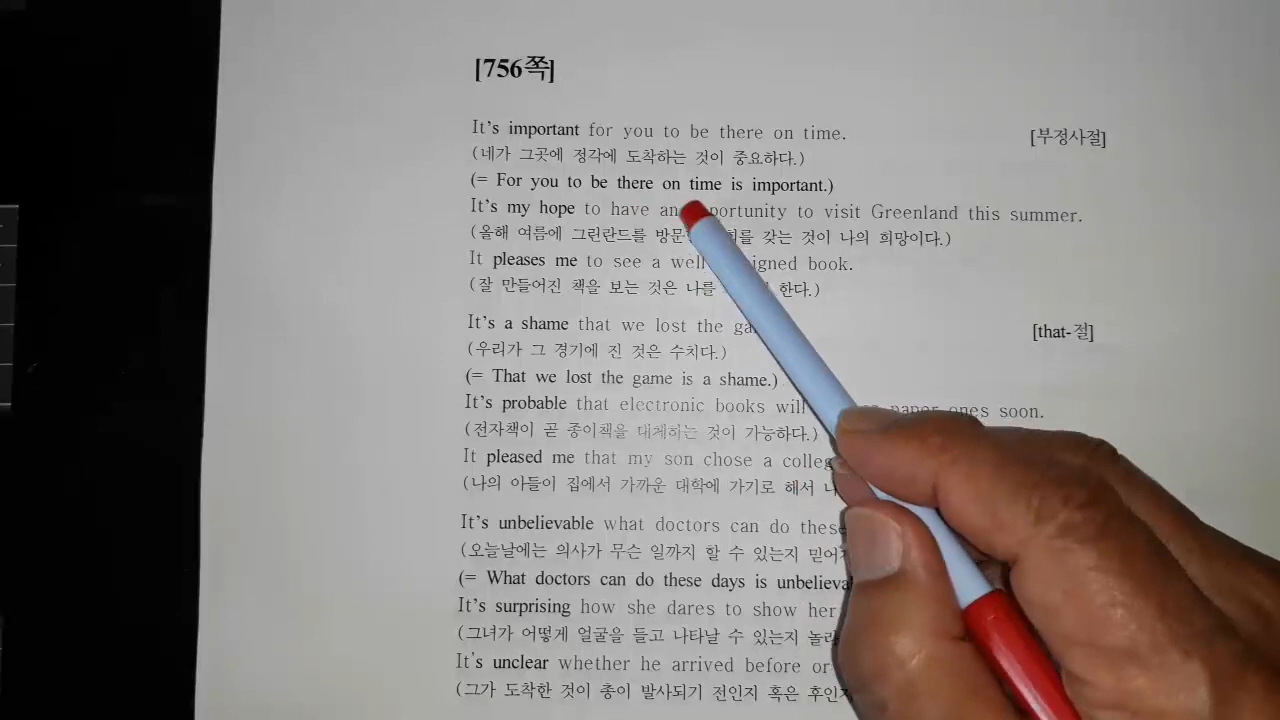 [756쪽]
It's important for you to be there on time. [부정사절]
(네가 그곳에 정각에 도착하는 것이 중요하다.)
(= For you to be there on time is important.)
It's my hope to have an portunity to visit Greenland this summer.
(올해 여름에 그린란드를 방문 를 갖는 것이 나의 희망이다.)
It pleases me to see a well igned book.
(잘 만들어진 책을 보는 것은 나를 한다.)
It's a shame that we lost the [that-절]
(우리가 그 경기에 진 것은 수치다.)
(= That we lost the game is a shame.)
It's probable that electronic books will paper ones soon.
(전자책이 곧 종이책을 대체하는 것이 가능하다.)
It pleased me that my son chose a
(나의 아들이 집에서 가까운 대학에 가기로 해서
It's unbelievable what doctors can do these
(오늘날에는 의사가 무슨 일까지 할 수 있는지
(= What doctors can do these days is
It's surprising how she dares to show her
(그녀가 어떻게 얼굴을 들고 나타날 수 있는지
It's unclear whether he arrived before or
(그가 도착한 것이 총이 발사되기 전인지 혹은